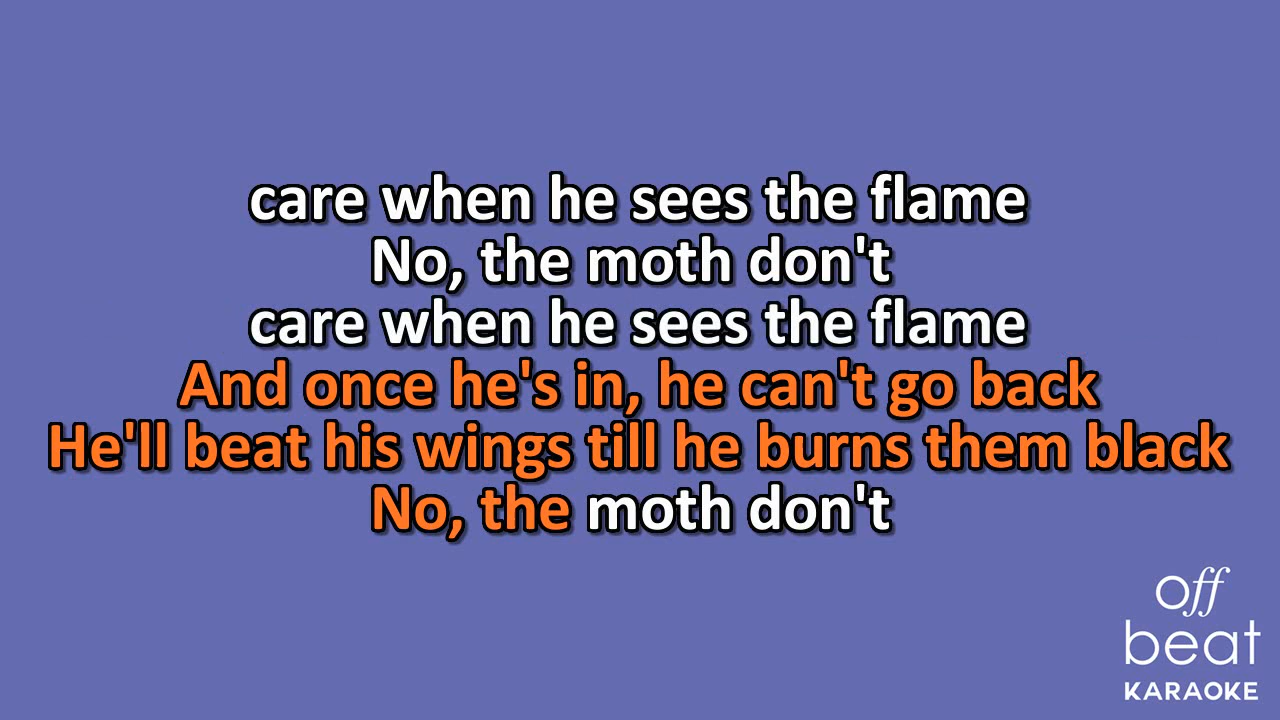 care when he sees the flame
No, the moth don't
care when he sees the flame
And once he's in, he can't go back
He'll beat his wings till he burns them black
No, the moth don't
off
beat
KARAOKE